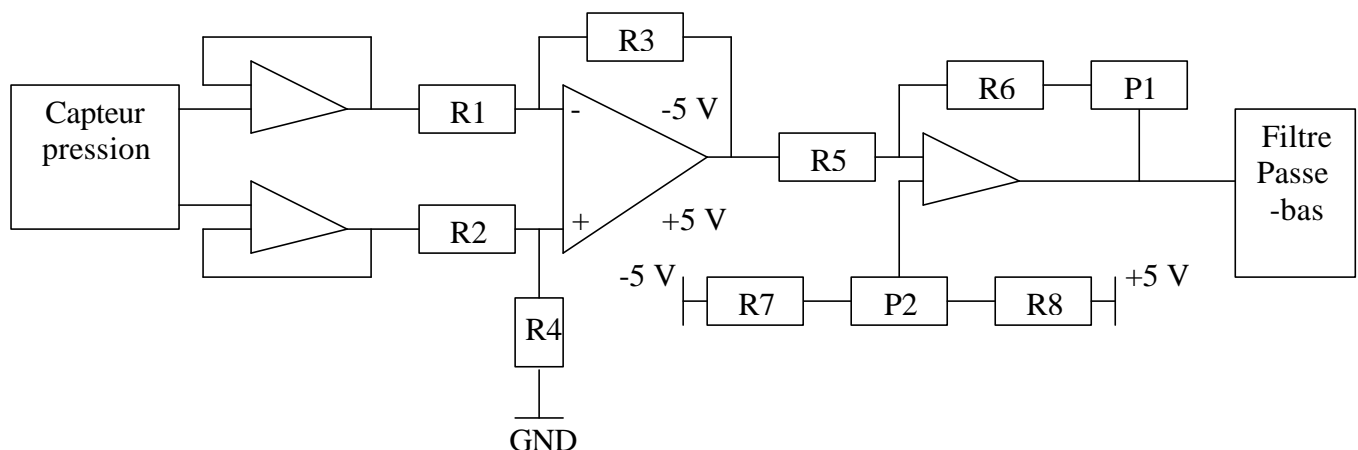 Capteur
pression
R1
R2
R3
-
-5 V
+
+5 V
R4
GND
R5
R6
P1
-5 V
R7
P2
R8
+5 V
Filtre
Passe
-bas